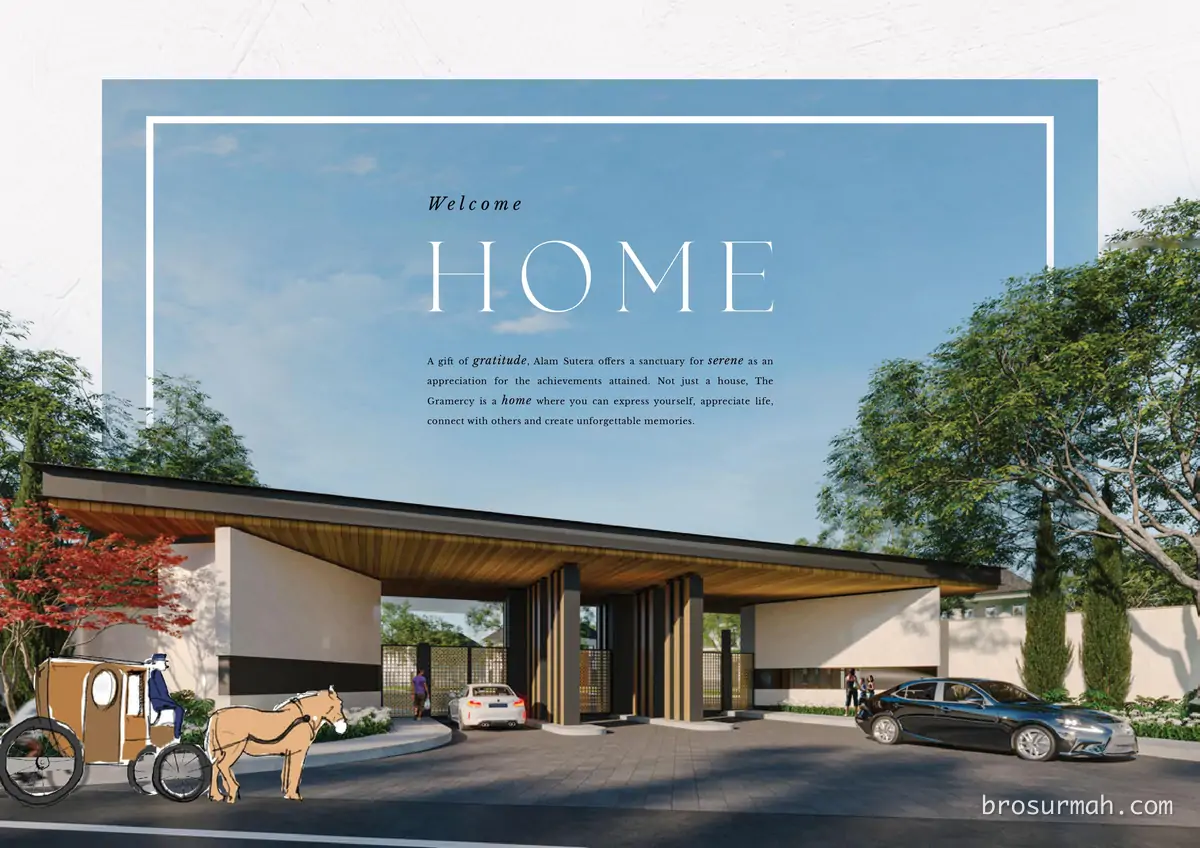 Welcome
HOME
A gift of gratitude, Alam Sutera offers a sanctuary for serene as an
appreciation for the achievements attained. Not just a house, The
Gramercy is a home where you can express yourself, appreciate life,
connect with others and create unforgettable memories.
brosurmah.com